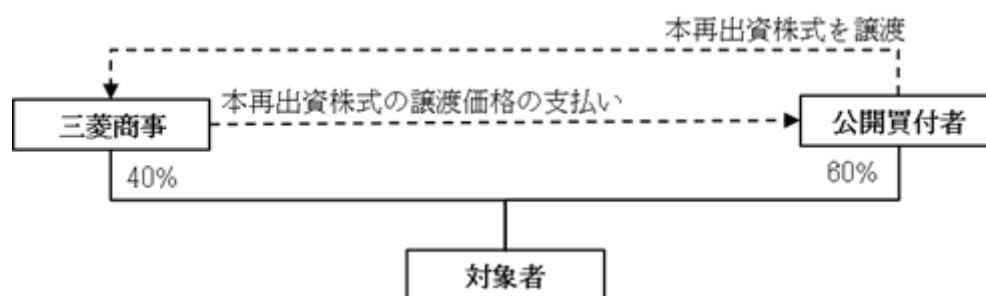 本再出資株式を譲渡
本再出資株式の譲渡価格の支払い
三菱商事
公開買付者
40%
60%
対象者